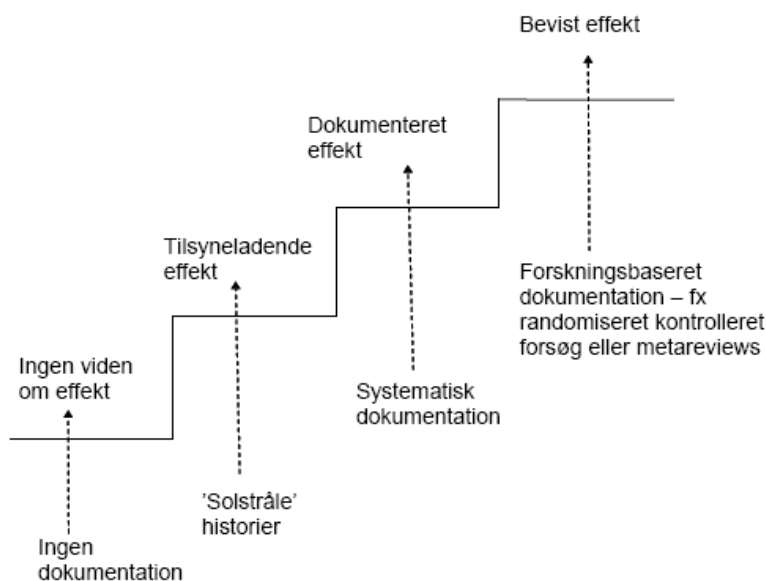 Bevist effekt
Dokumenteret
effekt
Tilsyneladende
effekt
Forskningsbaseret
dokumentation – fx
randomiseret kontrolleret
forsøg eller metareviews
Ingen viden
om effekt
Systematisk
dokumentation
’Solstråle’
historier
Ingen
dokumentation